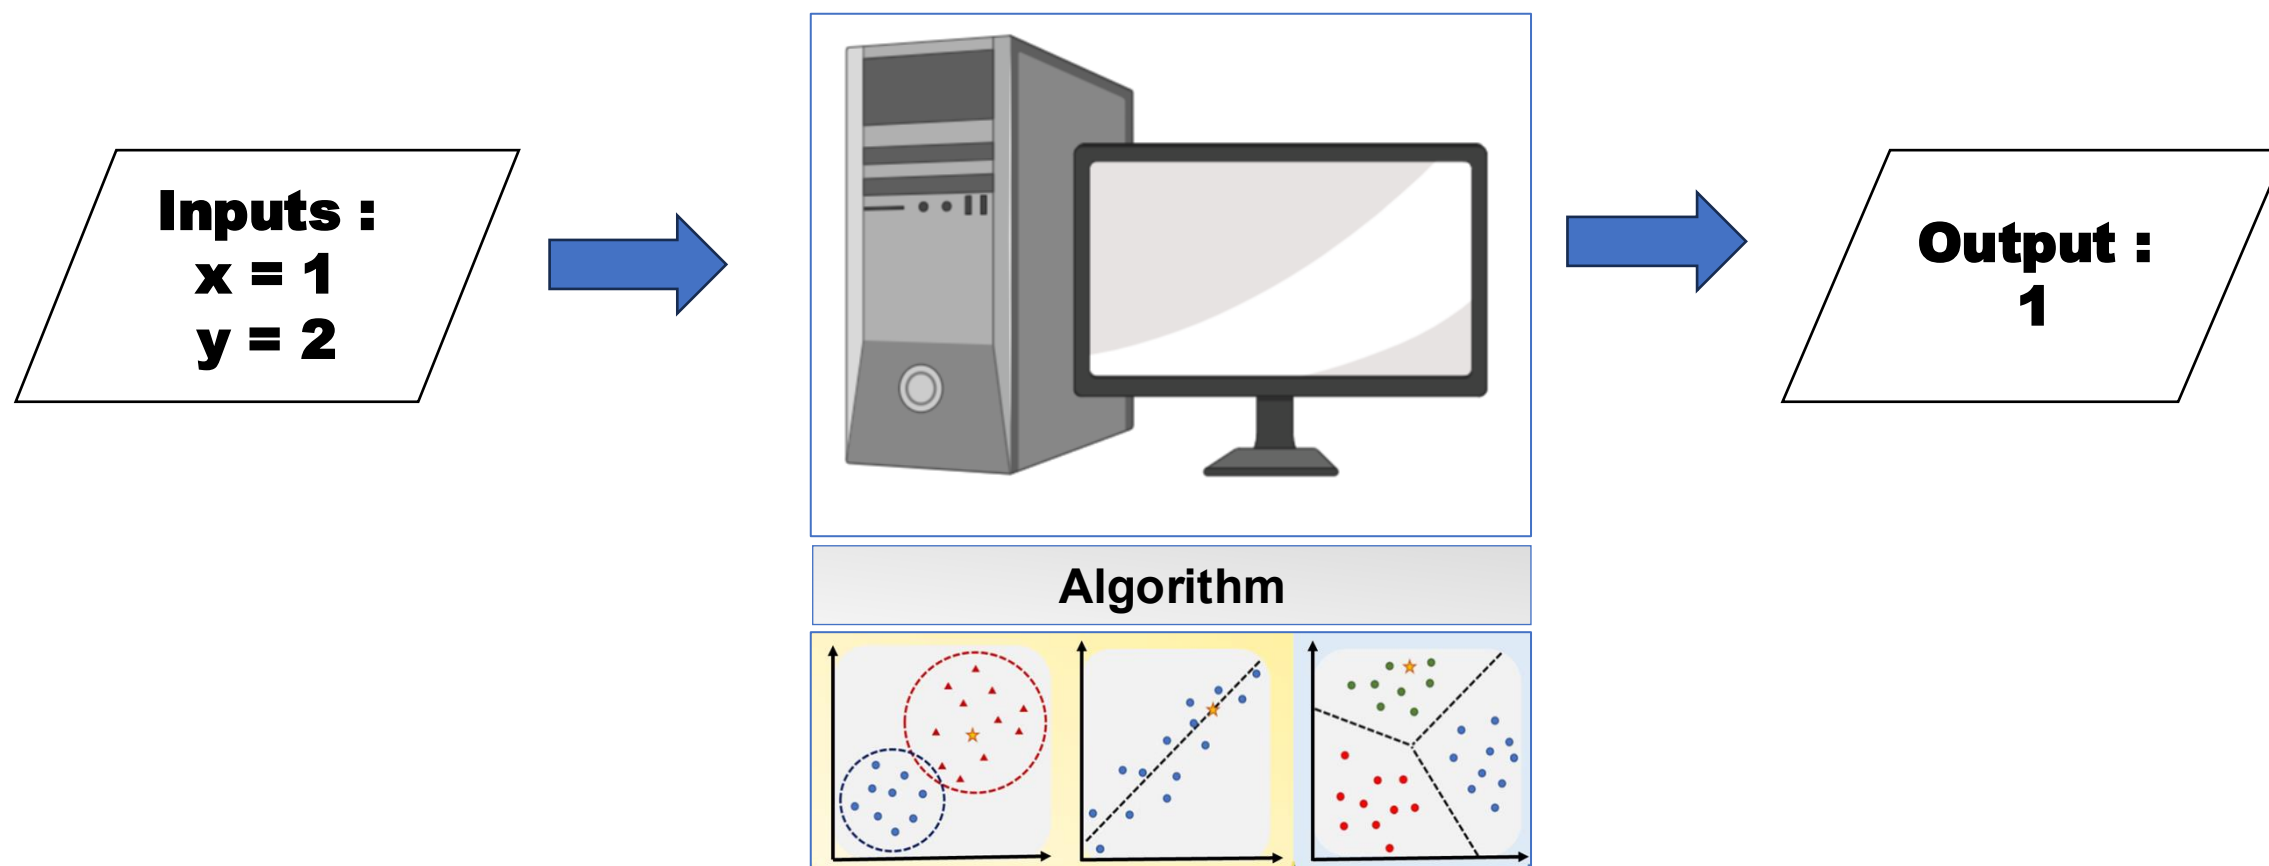 Inputs :
x = 1
y = 2
Algorithm
Output :
1